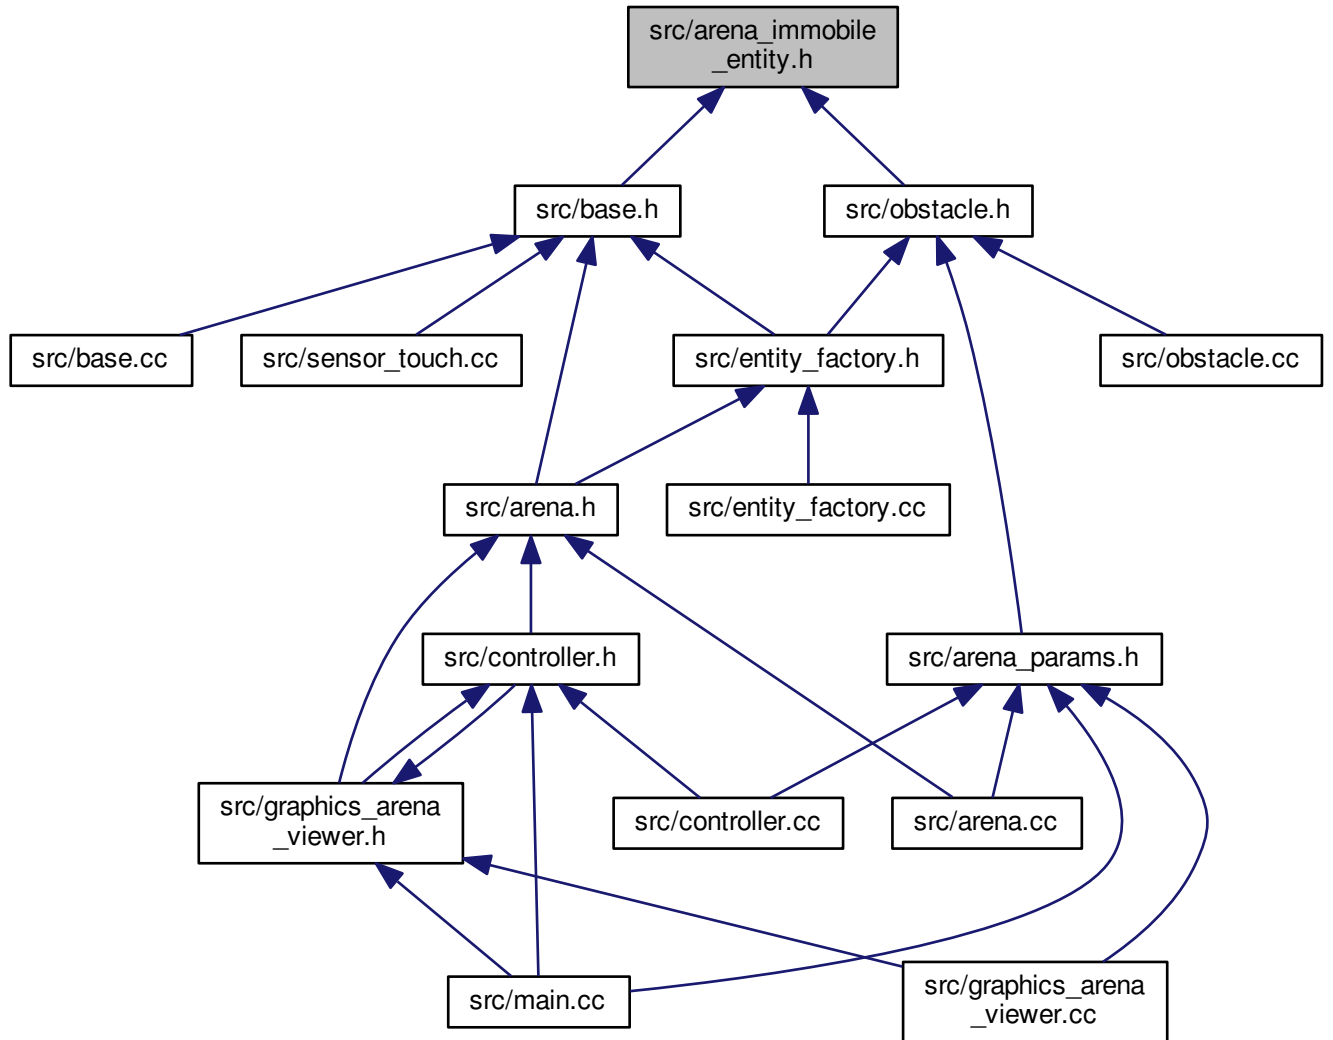 src/arena_immobile
_entity.h
src/base.h
src/obstacle.h
src/base.cc
src/sensor_touch.cc
src/entity_factory.h
src/obstacle.cc
src/arena.h
src/entity_factory.cc
src/controller.h
src/arena_params.h
src/graphics_arena
_viewer.h
src/controller.cc
src/arena.cc
src/main.cc
src/graphics_arena
_viewer.cc